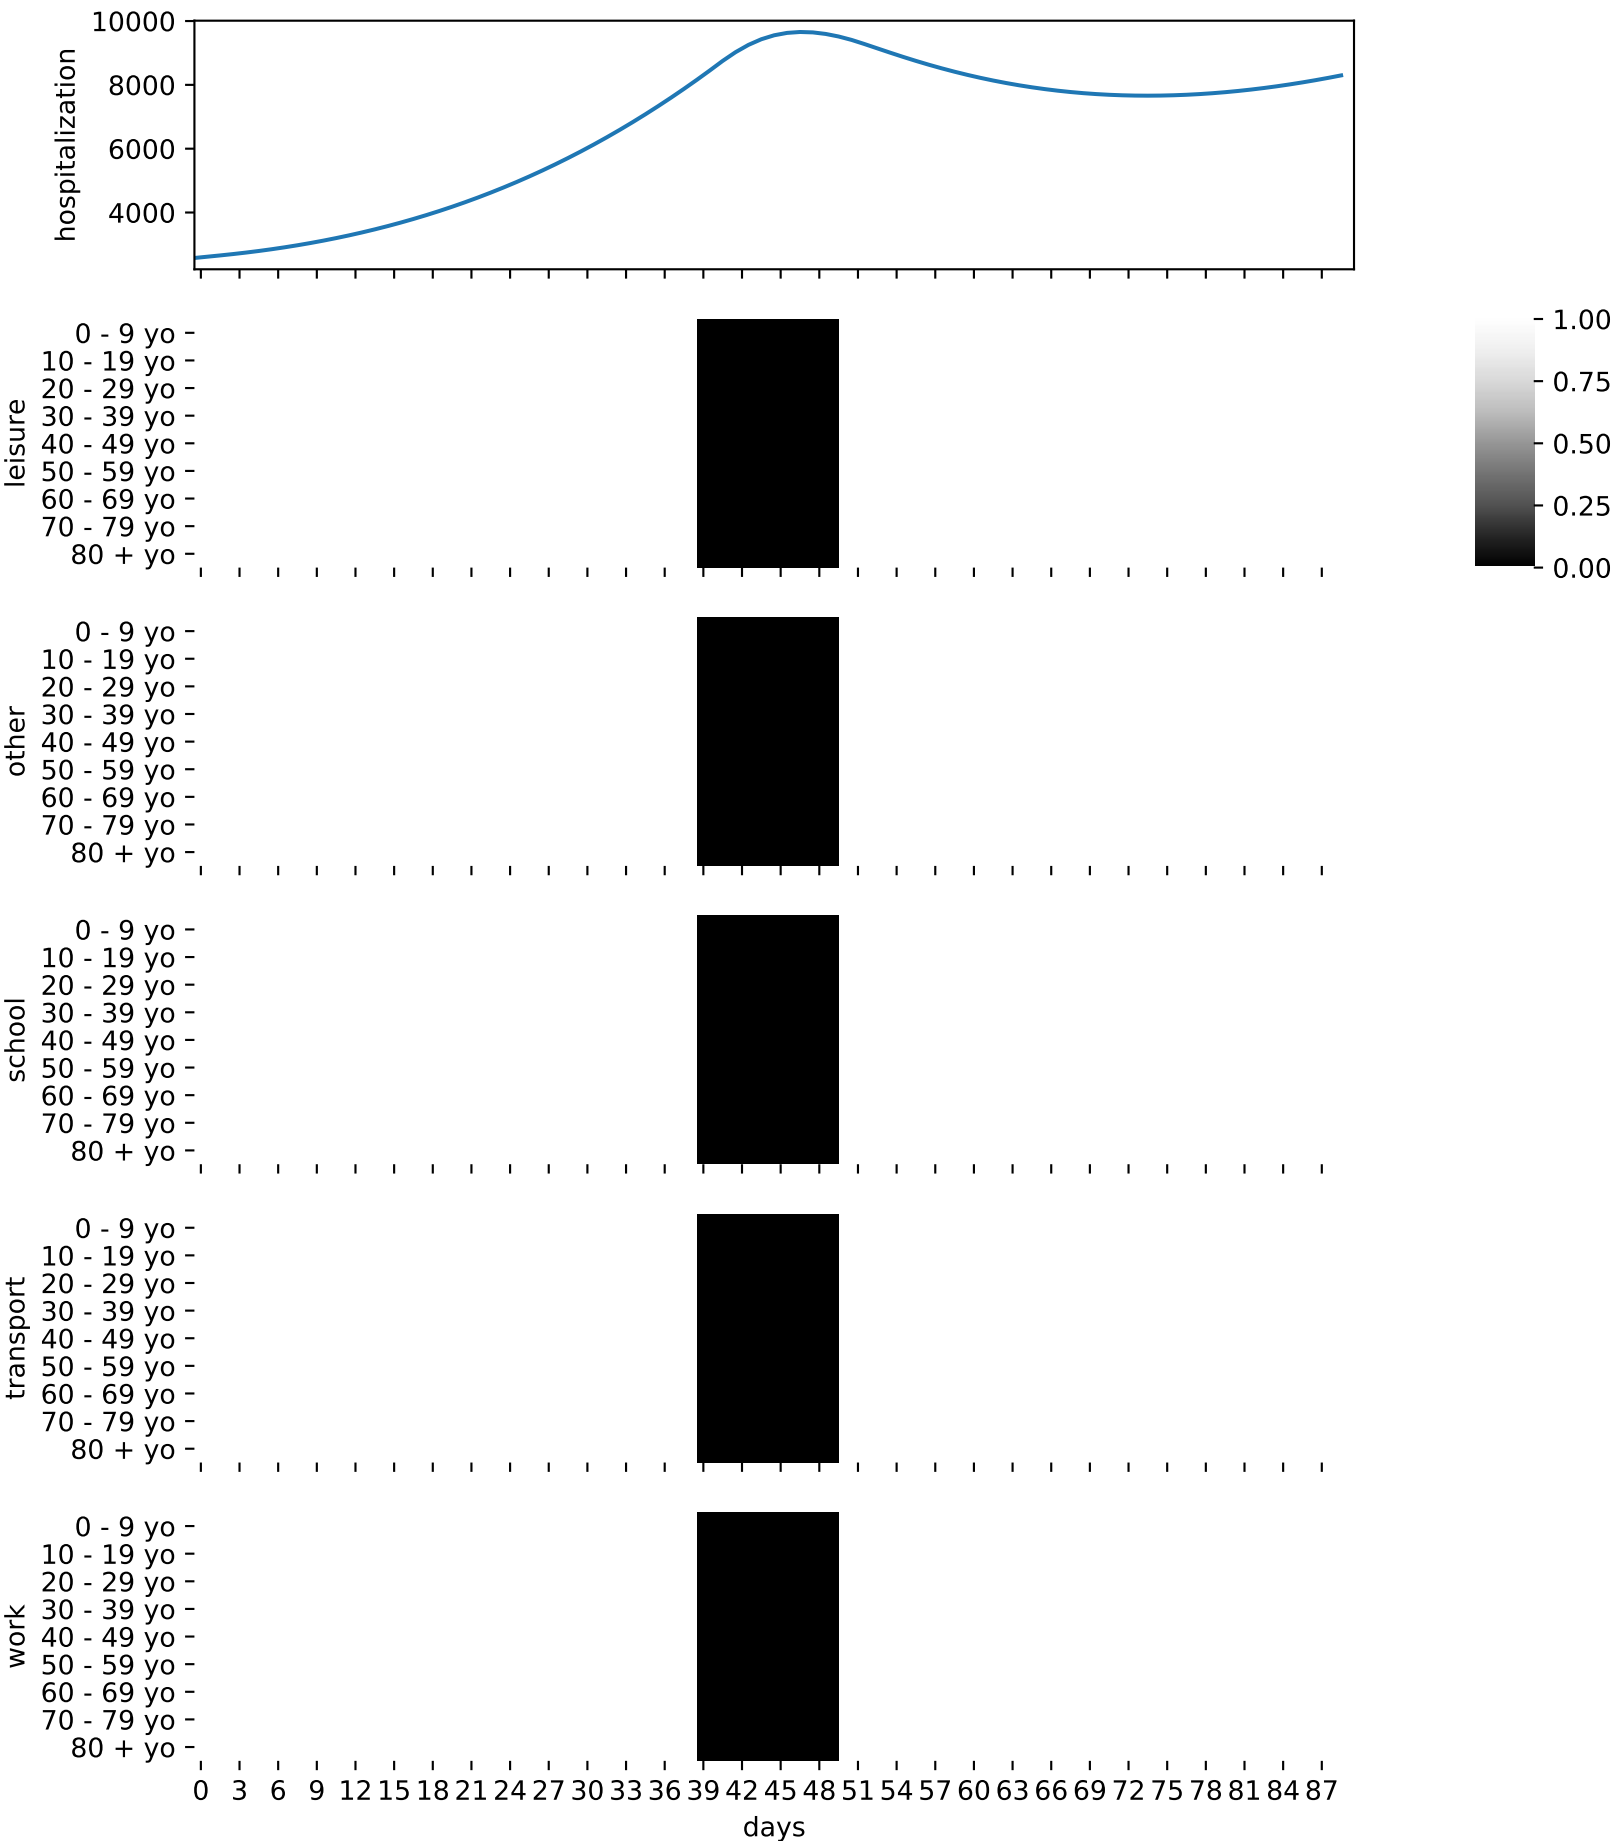 10000
8000
6000
4000
hospitalization
0 - 9 yo
10 - 19 yo
20 - 29 yo
30 - 39 yo
40 - 49 yo
50 - 59 yo
60 - 69 yo
70 - 79 yo
80 + yo
leisure
1.00
0.75
0.50
0.25
0.00
0 - 9 yo
10 - 19 yo
20 - 29 yo
30 - 39 yo
40 - 49 yo
50 - 59 yo
60 - 69 yo
70 - 79 yo
80 + yo
other
0 - 9 yo
10 - 19 yo
20 - 29 yo
30 - 39 yo
40 - 49 yo
50 - 59 yo
60 - 69 yo
70 - 79 yo
80 + yo
school
0 - 9 yo
10 - 19 yo
20 - 29 yo
30 - 39 yo
40 - 49 yo
50 - 59 yo
60 - 69 yo
70 - 79 yo
80 + yo
transport
0 - 9 yo
10 - 19 yo
20 - 29 yo
30 - 39 yo
40 - 49 yo
50 - 59 yo
60 - 69 yo
70 - 79 yo
80 + yo
work
0 3 6 9 12 15 18 21 24 27 30 33 36 39 42 45 48 51 54 57 60 63 66 69 72 75 78 81 84 87
days